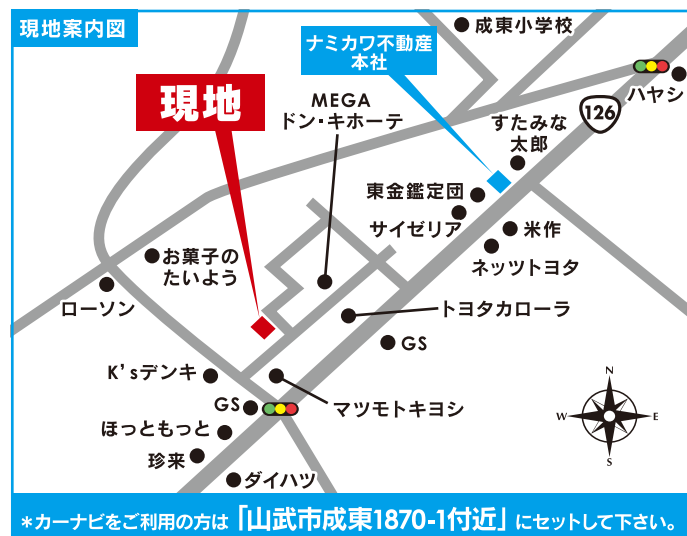 現地案内図
成東小学校
ナミカワ不動産
本社
ハヤシ
現地
MEGA
ドン・キホーテ
126
すたみな
太郎
東金鑑定団
サイゼリア
米作
ネッツトヨタ
お菓子の
たいよう
ローソン
トヨタカローラ
GS
K'sデンキ
GS
マツモトキヨシ
ほっともっと
珍来
ダイハツ
N
W
E
S
＊カーナビをご利用の方は「山武市成東1870-1付近」にセットして下さい。